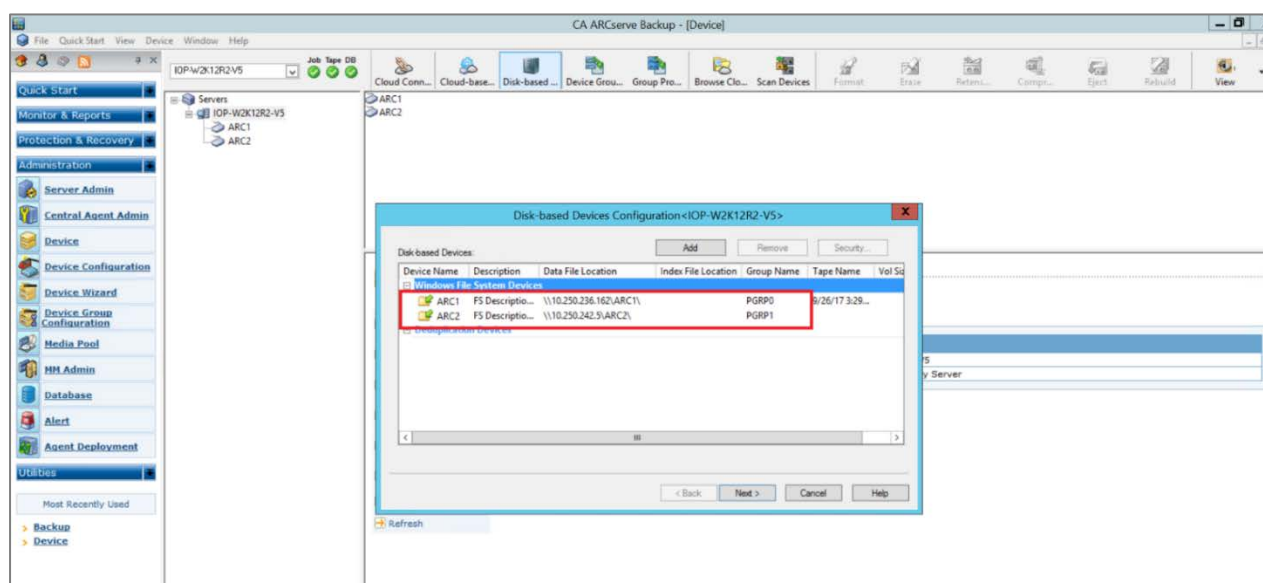 CA ARCserve Backup - [Device]
File Quick Start View Device Window Help
IOP-W2K12R2-V5
Job Tape DB
Cloud Conn... Cloud-base... Disk-based ... Device Grou... Group Pro... Browse Clo... Scan Devices Format Erase Retens... Compr... Eject Rebuild View
Quick Start
Monitor & Reports
Protection & Recovery
Administration
Server Admin
Central Agent Admin
Device
Device Configuration
Device Wizard
Device Group
Configuration
Media Pool
MM Admin
Database
Alert
Agent Deployment
Utilities
Most Recently Used
Backup
Device
Servers
IOP-W2K12R2-V5
ARC1
ARC2
ARC1
ARC2
Disk-based Devices Configuration<IOP-W2K12R2-V5>
Disk-based Devices:
Add Remove Security...
Device Name Description Data File Location Index File Location Group Name Tape Name Vol Siz
Windows File System Devices
ARC1 FS Descriptio... \\10.250.236.162\ARC1\ PGRP0 9/26/17 3:29...
ARC2 FS Descriptio... \\10.250.242.5\ARC2\ PGRP1
Deduplication Devices
< Back Next > Cancel Help
y Server
Refresh